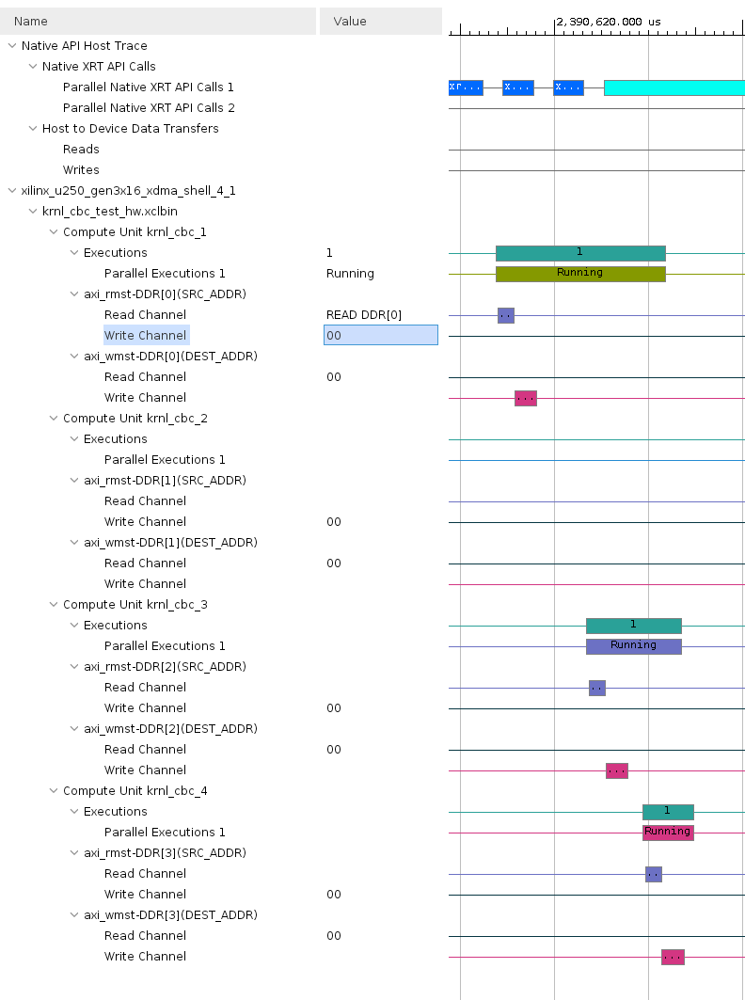 Name Value 2,390,620.000 us
Native API Host Trace
Native XRT API Calls
Parallel Native XRT API Calls 1 xr... x... x...
Parallel Native XRT API Calls 2
Host to Device Data Transfers
Reads
Writes
xilinx_u250_gen3x16_xdma_shell_4_1
krnl_cbc_test_hw.xclbin
Compute Unit krnl_cbc_1
Executions 1 1
Parallel Executions 1 Running Running
axi_rmst-DDR[0](SRC_ADDR)
Read Channel READ DDR[0] ..
Write Channel 00
axi_wmst-DDR[0](DEST_ADDR)
Read Channel 00
Write Channel ...
Compute Unit krnl_cbc_2
Executions
Parallel Executions 1
axi_rmst-DDR[1](SRC_ADDR)
Read Channel
Write Channel 00
axi_wmst-DDR[1](DEST_ADDR)
Read Channel 00
Write Channel
Compute Unit krnl_cbc_3
Executions 1
Parallel Executions 1 Running
axi_rmst-DDR[2](SRC_ADDR)
Read Channel ..
Write Channel 00
axi_wmst-DDR[2](DEST_ADDR)
Read Channel 00
Write Channel ...
Compute Unit krnl_cbc_4
Executions 1
Parallel Executions 1 Running
axi_rmst-DDR[3](SRC_ADDR)
Read Channel ..
Write Channel 00
axi_wmst-DDR[3](DEST_ADDR)
Read Channel 00
Write Channel ...